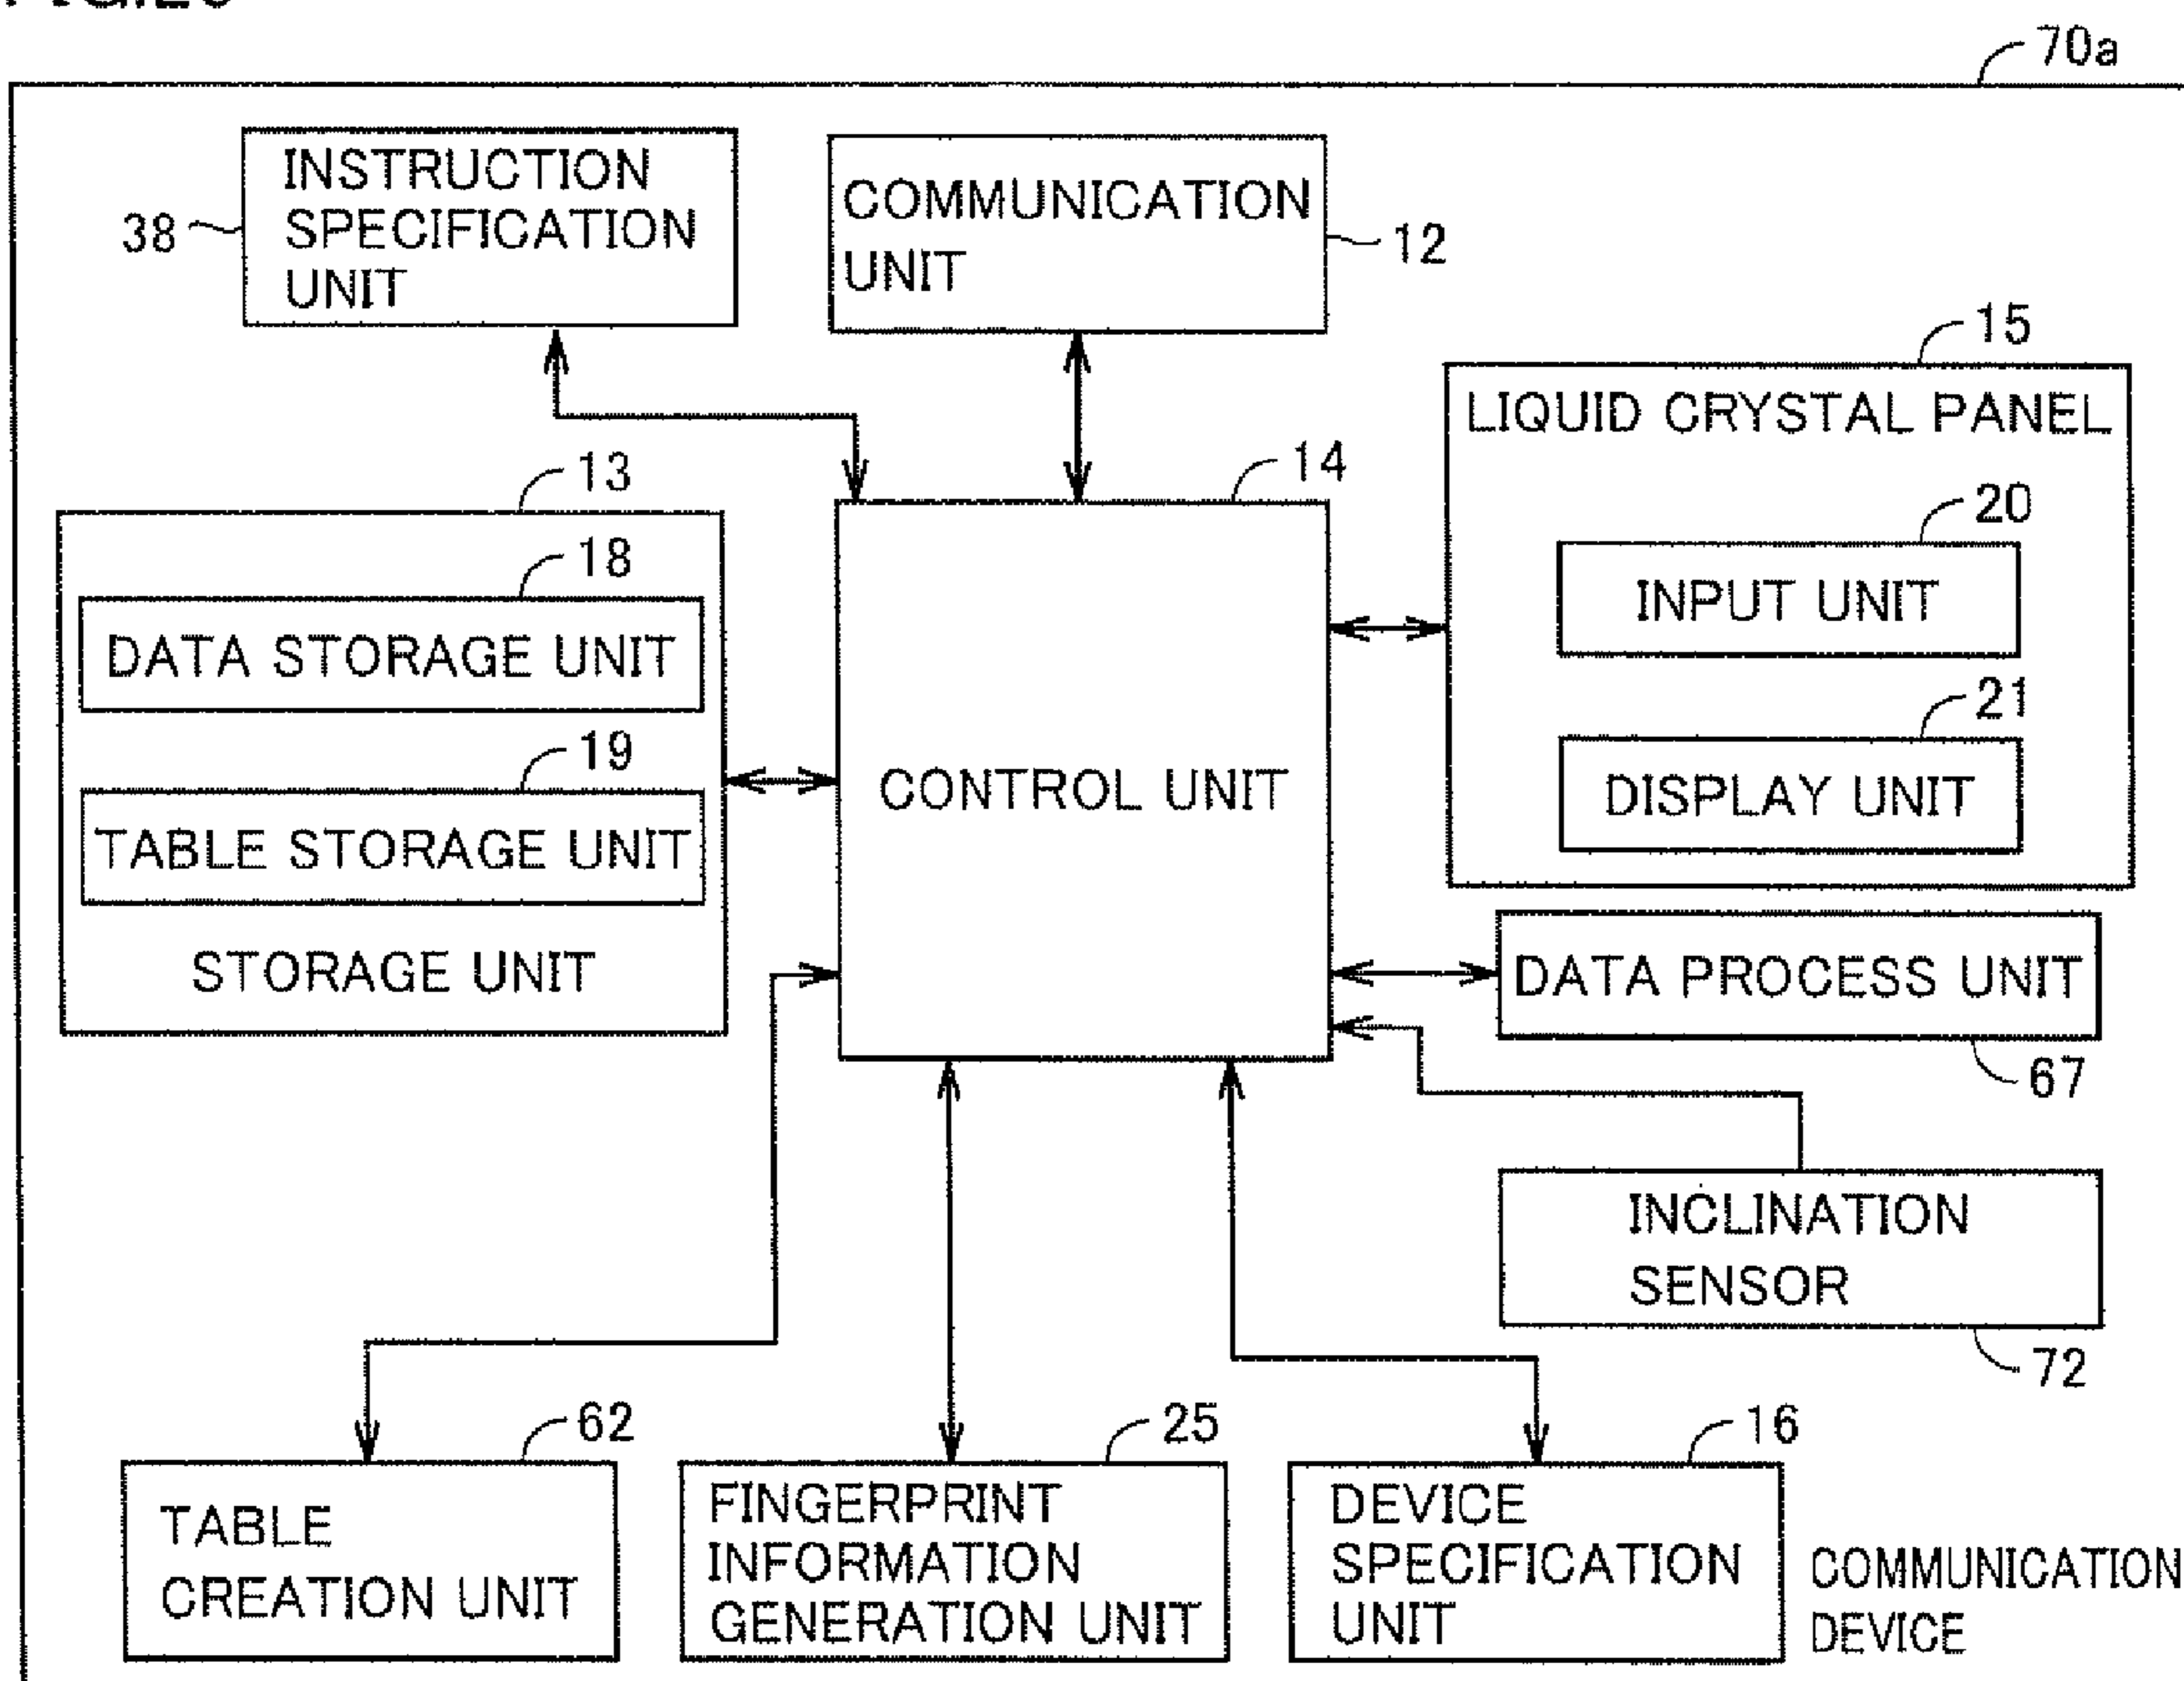 70a
INSTRUCTION
SPECIFICATION
UNIT
38
COMMUNICATION
UNIT
12
15
LIQUID CRYSTAL PANEL
20
INPUT UNIT
21
DISPLAY UNIT
13
18
DATA STORAGE UNIT
19
TABLE STORAGE UNIT
STORAGE UNIT
14
CONTROL UNIT
DATA PROCESS UNIT
67
INCLINATION
SENSOR
72
62
TABLE
CREATION UNIT
25
FINGERPRINT
INFORMATION
GENERATION UNIT
16
DEVICE
SPECIFICATION
UNIT
COMMUNICATION
DEVICE